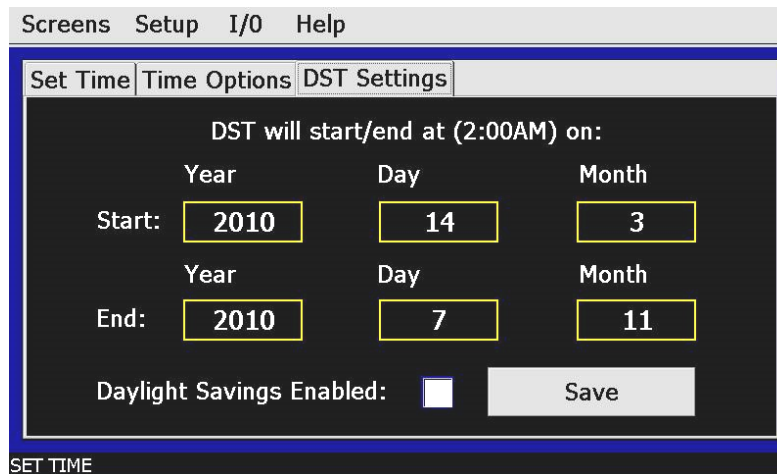 Screens Setup I/0 Help
Set Time Time Options DST Settings
DST will start/end at (2:00AM) on:
Year Day Month
Start: 2010 14 3
Year Day Month
End: 2010 7 11
Daylight Savings Enabled: Save
SET TIME